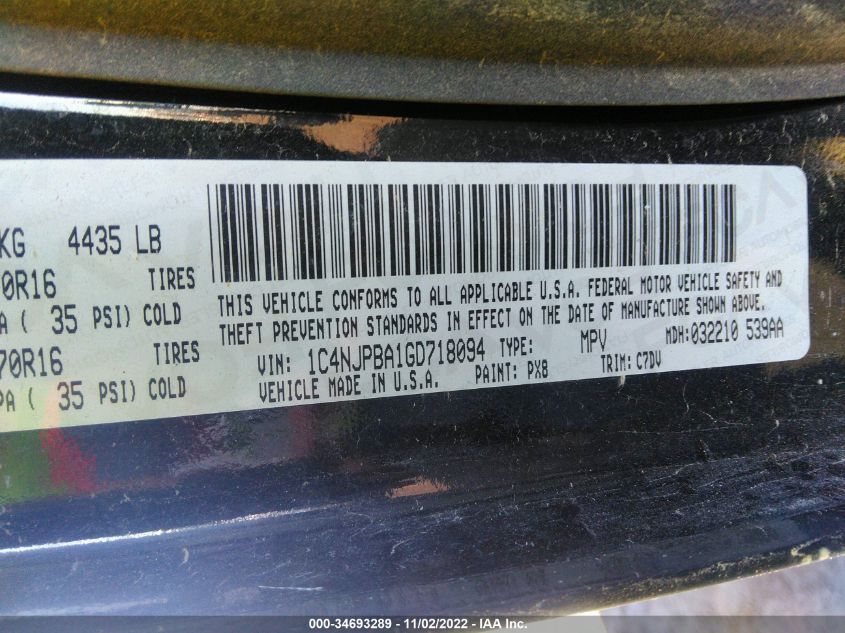 KG 4435 LB
0R16 TIRES
A ( 35 PSI) COLD
70R16 TIRES
PA ( 35 PSI) COLD
THIS VEHICLE CONFORMS TO ALL APPLICABLE U.S.A. FEDERAL MOTOR VEHICLE SAFETY AND
THEFT PREVENTION STANDARDS IN EFFECT ON THE DATE OF MANUFACTURE SHOWN ABOVE.
VIN: 1C4NJPBA1GD718094 TYPE: MPV MDH:032210 539AA
VEHICLE MADE IN U.S.A. PAINT: PX8 TRIM: C7DV
000-34693289 - 11/02/2022 - IAA Inc.